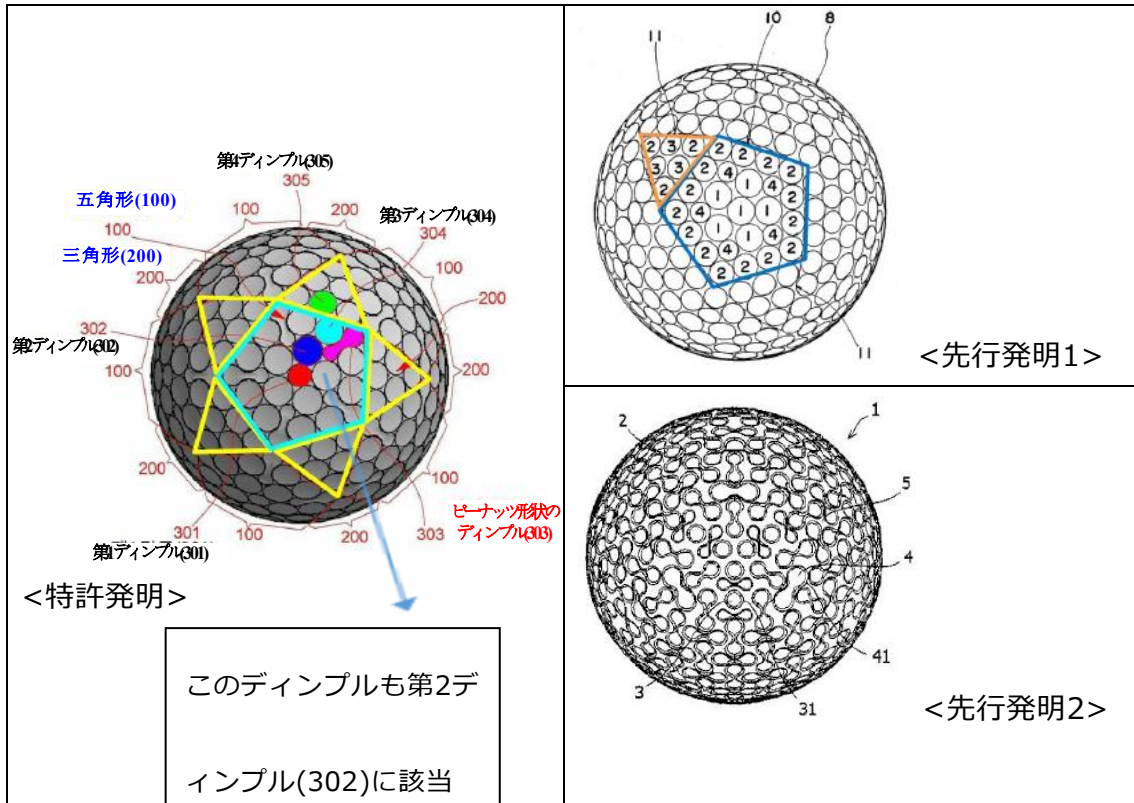 第4ディンプル(305)
305
五角形(100)
100
200
第3ディンプル(304)
304
100
三角形(200)
100
200
200
302
第2ディンプル(302)
100
200
200
100
301
100
200
303
ピーナッツ形状の
ディンプル(303)
第1ディンプル(301)
<特許発明>
このディンプルも第2デ
ィンプル(302)に該当
10
8
11
2 3 2 2 2 2 2
3 3 2 4 1 1 4 2
2 2 4 1 1 1 2
2 4 1 1 4 2
2 4 4 4 2
2 2 2 2
11
<先行発明1>
1
2
5
4
41
3
31
<先行発明2>